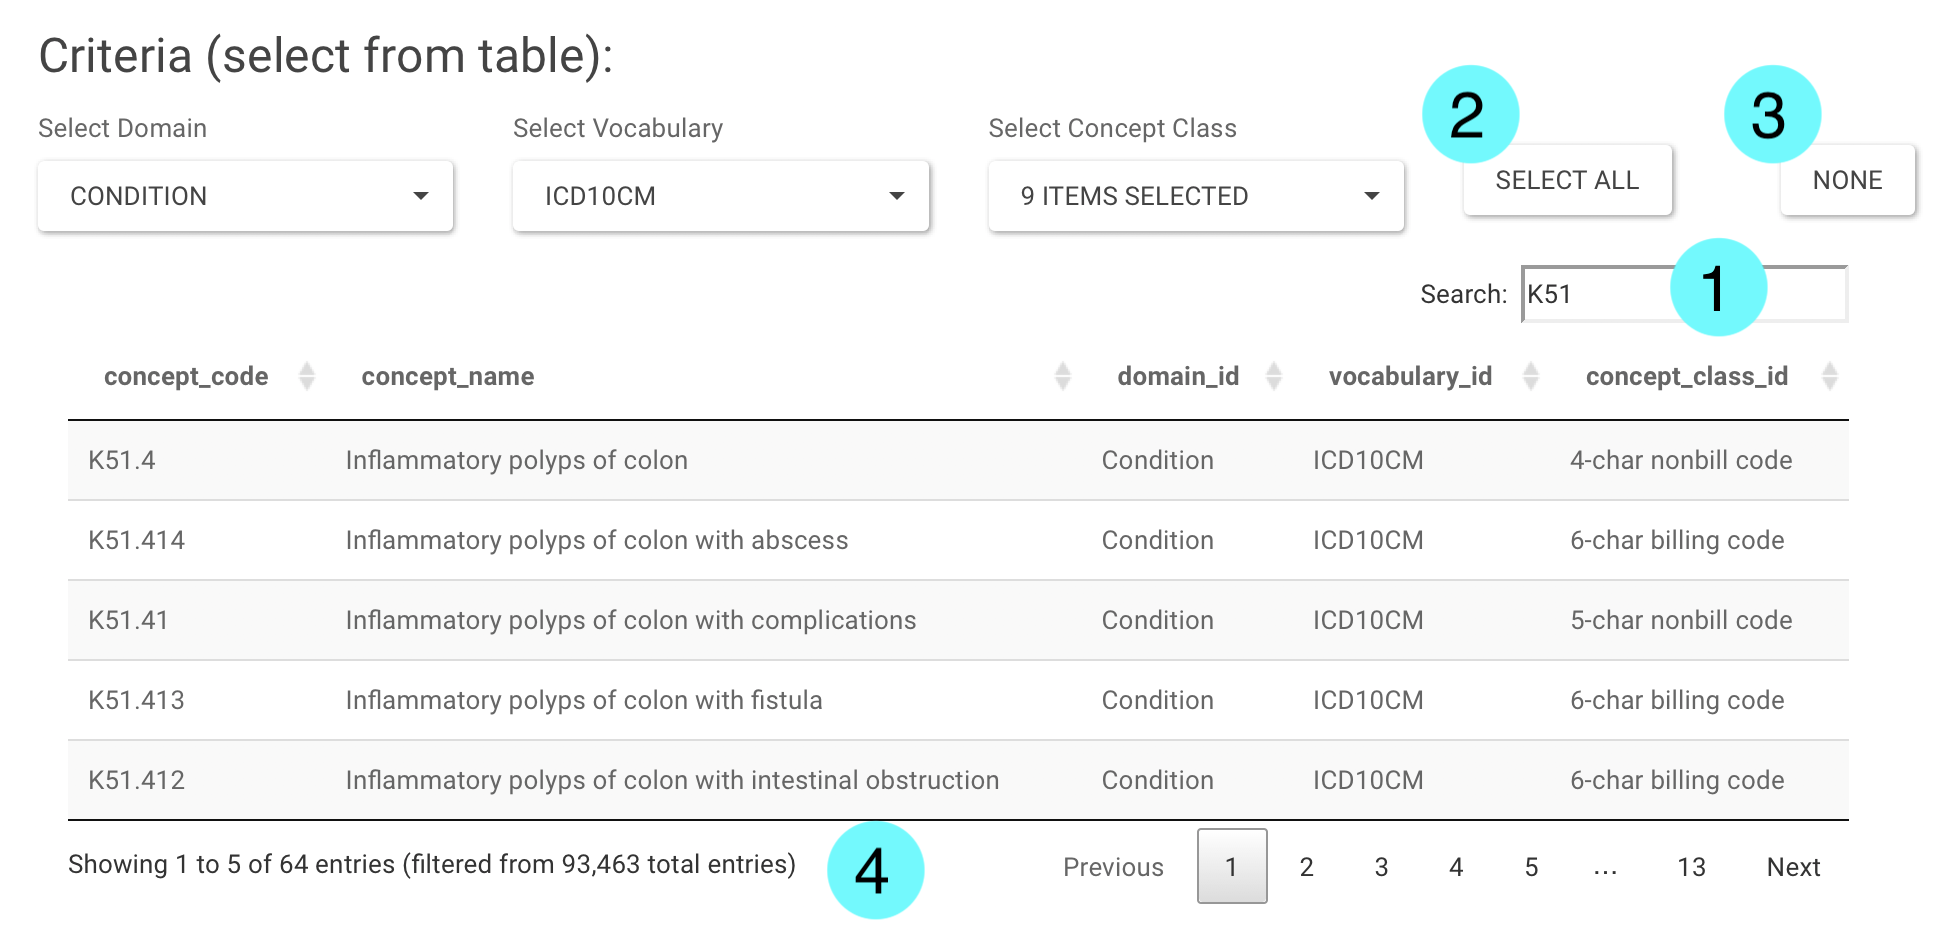 Criteria (select from table):
Select Domain Select Vocabulary Select Concept Class 2 3
CONDITION ICD10CM 9 ITEMS SELECTED SELECT ALL NONE
Search: K51 1
concept_code concept_name domain_id vocabulary_id concept_class_id
K51.4 Inflammatory polyps of colon Condition ICD10CM 4-char nonbill code
K51.414 Inflammatory polyps of colon with abscess Condition ICD10CM 6-char billing code
K51.41 Inflammatory polyps of colon with complications Condition ICD10CM 5-char nonbill code
K51.413 Inflammatory polyps of colon with fistula Condition ICD10CM 6-char billing code
K51.412 Inflammatory polyps of colon with intestinal obstruction Condition ICD10CM 6-char billing code
Showing 1 to 5 of 64 entries (filtered from 93,463 total entries) 4 Previous 1 2 3 4 5 ... 13 Next